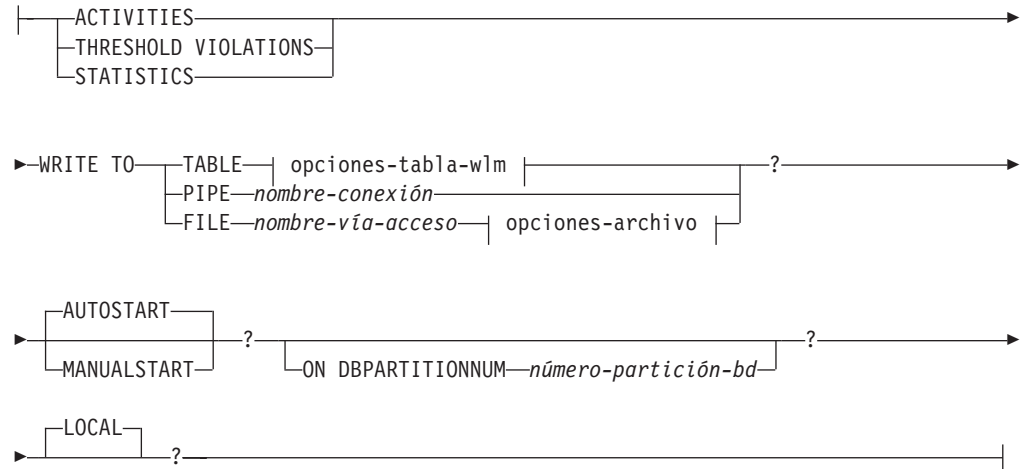 ACTIVITIES
THRESHOLD VIOLATIONS
STATISTICS
WRITE TO TABLE opciones-tabla-wlm ?
PIPE nombre-conexión
FILE nombre-vía-acceso opciones-archivo
AUTOSTART
? ?
MANUALSTART ON DBPARTITIONNUM número-partición-bd
LOCAL
?